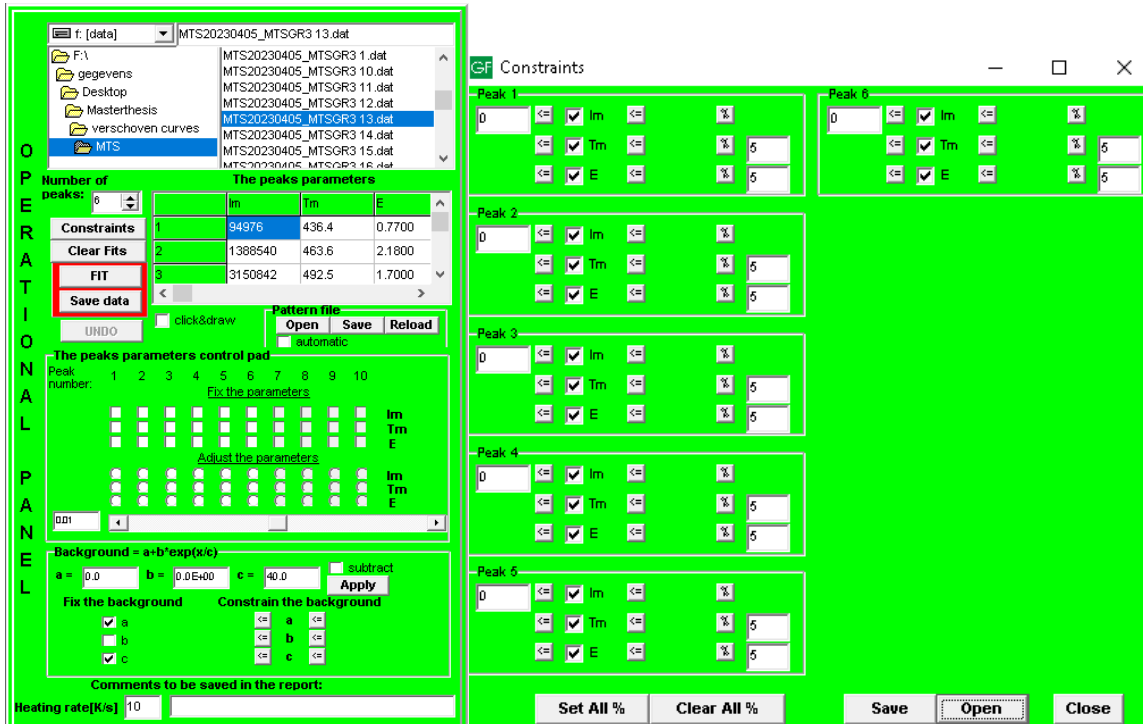 f: [data]
MTS20230405_MTSGR3 13.dat
F:\
gegevens
Desktop
Masterthesis
verschoven curves
MTS
MTS20230405_MTSGR3 1.dat
MTS20230405_MTSGR3 10.dat
MTS20230405_MTSGR3 11.dat
MTS20230405_MTSGR3 12.dat
MTS20230405_MTSGR3 13.dat
MTS20230405_MTSGR3 14.dat
MTS20230405_MTSGR3 15.dat
MTS20230405_MTSGR3 16.dat
OPERATIONAL PANEL
Number of peaks: 6
The peaks parameters
Im Tm E
1 94976 436.4 0.7700
2 1388540 463.6 2.1800
3 3150842 492.5 1.7000
Constraints
Clear Fits
FIT
Save data
UNDO
click&draw
Pattern file
Open Save Reload
automatic
The peaks parameters control pad
Peak number: 1 2 3 4 5 6 7 8 9 10
Fix the parameters
Im
Tm
E
Adjust the parameters
Im
Tm
E
0.01
Background = a+b*exp(x/c)
a = 0.0 b = 0.0E+00 c = 40.0
subtract
Apply
Fix the background
a
b
c
Constrain the background
<= a <=
<= b <=
<= c <=
Comments to be saved in the report:
Heating rate[K/s] 10
GF Constraints
Peak 1
0 <= Im <= %
<= Tm <= % 5
<= E <= % 5
Peak 2
0 <= Im <= %
<= Tm <= % 5
<= E <= % 5
Peak 3
0 <= Im <= %
<= Tm <= % 5
<= E <= % 5
Peak 4
0 <= Im <= %
<= Tm <= % 5
<= E <= % 5
Peak 5
0 <= Im <= %
<= Tm <= % 5
<= E <= % 5
Peak 6
0 <= Im <= %
<= Tm <= % 5
<= E <= % 5
Set All % Clear All % Save Open Close